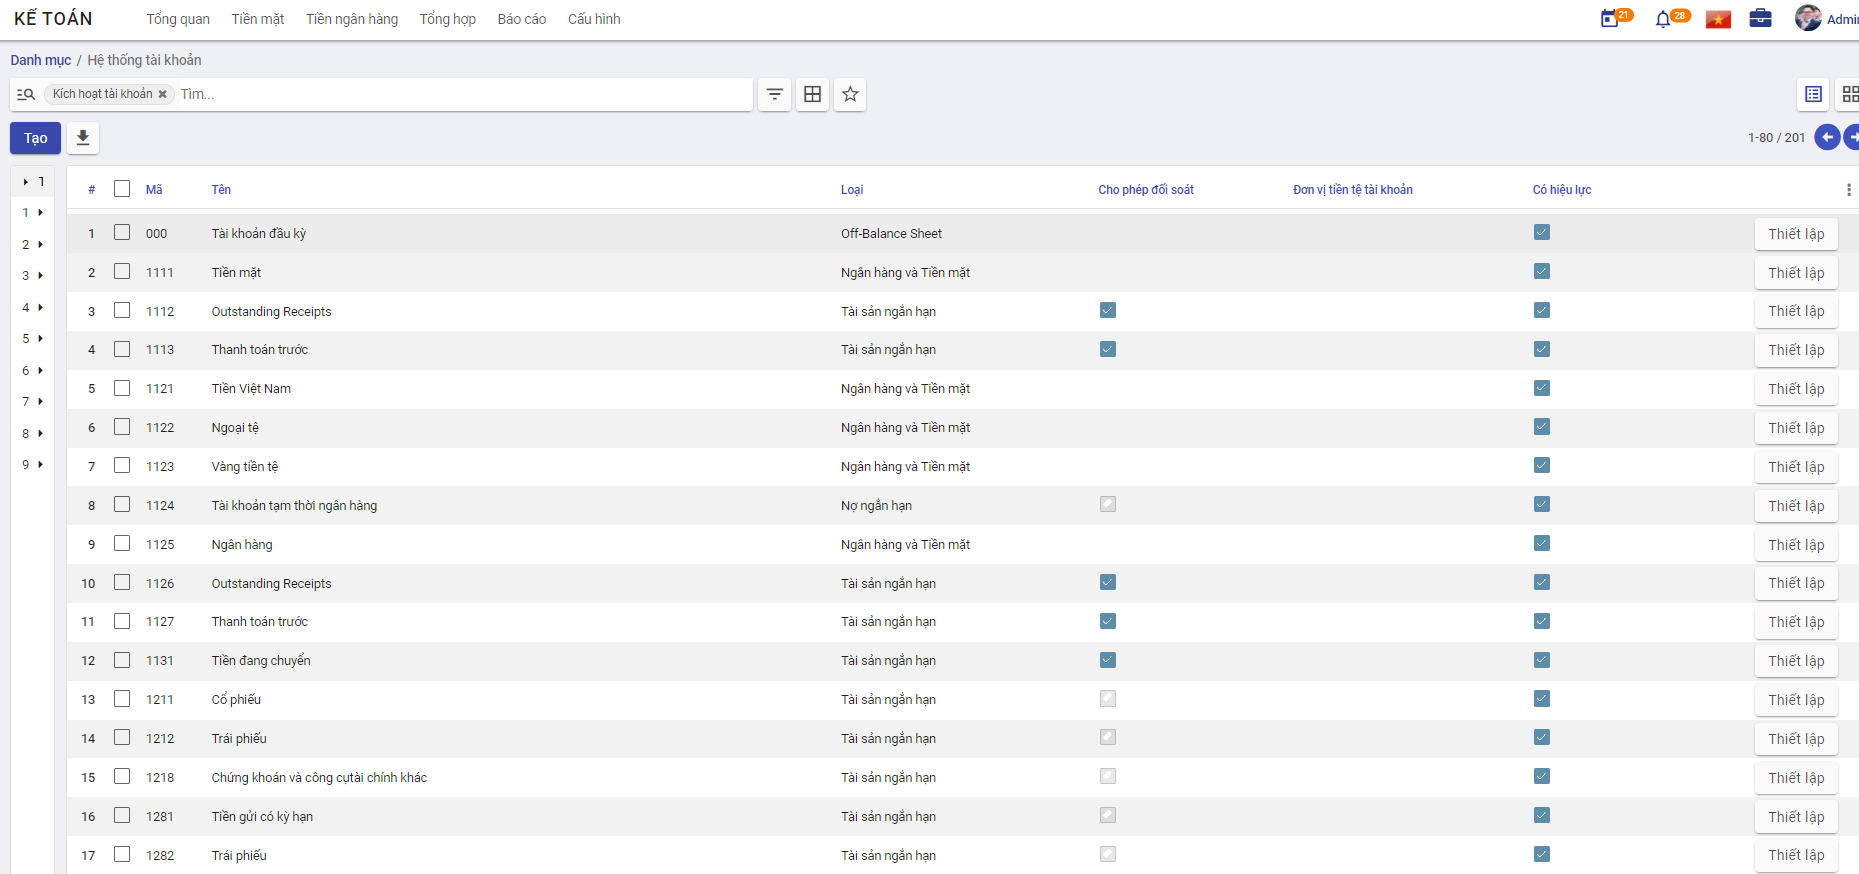 KẾ TOÁN Tổng quan Tiền mặt Tiền ngân hàng Tổng hợp Báo cáo Cấu hình 21 28
Danh mục / Hệ thống tài khoản
Kích hoạt tài khoản × Tìm...
Tạo 1-80 / 201
1
1
2
3
4
5
6
7
8
9
# Mã Tên Loại Cho phép đối soát Đơn vị tiền tệ tài khoản Có hiệu lực
1 000 Tài khoản đầu kỳ Off-Balance Sheet Thiết lập
2 1111 Tiền mặt Ngân hàng và Tiền mặt Thiết lập
3 1112 Outstanding Receipts Tài sản ngắn hạn Thiết lập
4 1113 Thanh toán trước Tài sản ngắn hạn Thiết lập
5 1121 Tiền Việt Nam Ngân hàng và Tiền mặt Thiết lập
6 1122 Ngoại tệ Ngân hàng và Tiền mặt Thiết lập
7 1123 Vàng tiền tệ Ngân hàng và Tiền mặt Thiết lập
8 1124 Tài khoản tạm thời ngân hàng Nợ ngắn hạn Thiết lập
9 1125 Ngân hàng Ngân hàng và Tiền mặt Thiết lập
10 1126 Outstanding Receipts Tài sản ngắn hạn Thiết lập
11 1127 Thanh toán trước Tài sản ngắn hạn Thiết lập
12 1131 Tiền đang chuyển Tài sản ngắn hạn Thiết lập
13 1211 Cổ phiếu Tài sản ngắn hạn Thiết lập
14 1212 Trái phiếu Tài sản ngắn hạn Thiết lập
15 1218 Chứng khoán và công cụtài chính khác Tài sản ngắn hạn Thiết lập
16 1281 Tiền gửi có kỳ hạn Tài sản ngắn hạn Thiết lập
17 1282 Trái phiếu Tài sản ngắn hạn Thiết lập